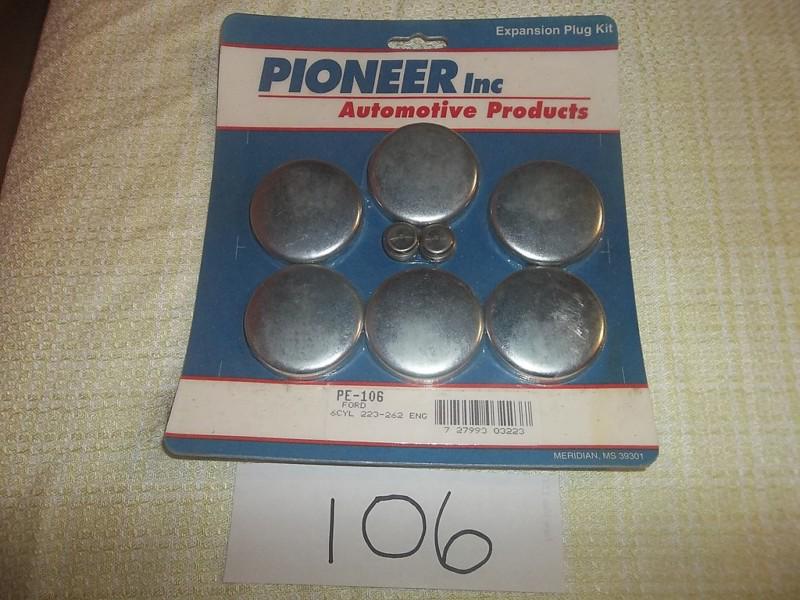 Expansion Plug Kit
PIONEER Inc
Automotive Products
PE-106
FORD
6CYL 223-262 ENG
7 27993 03223
MERIDIAN, MS 39301
106